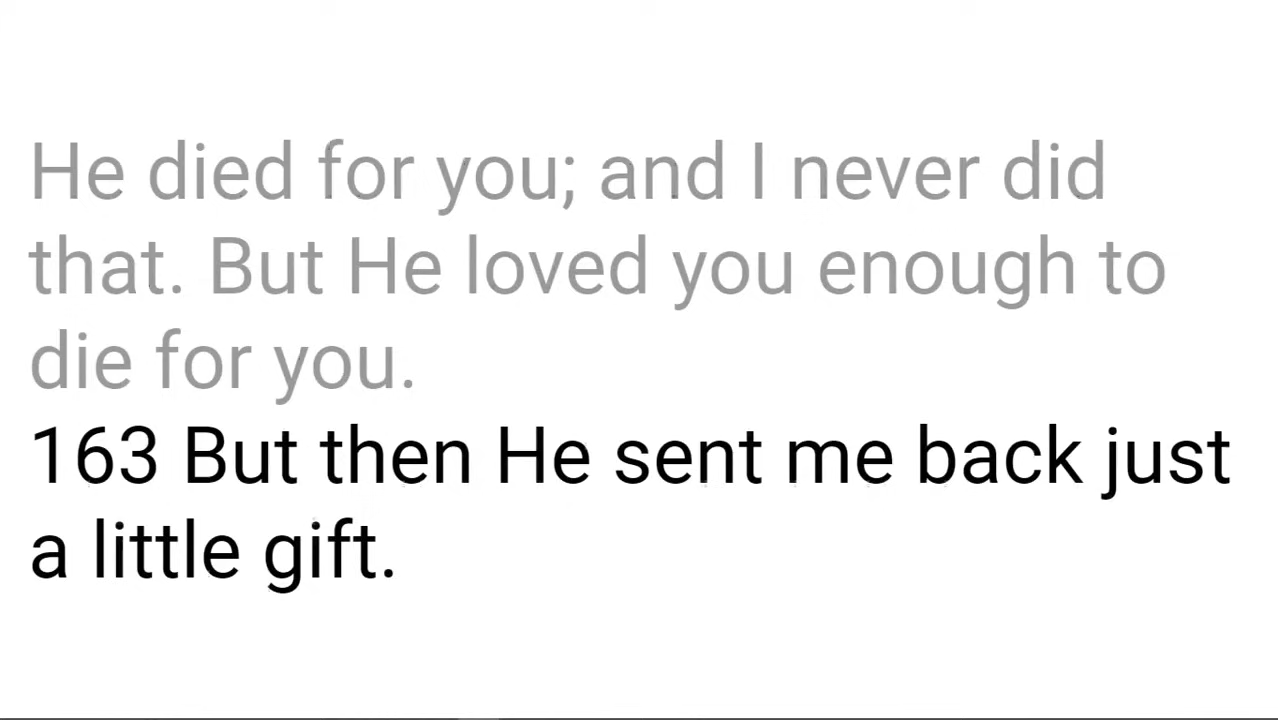 He died for you; and I never did
that. But He loved you enough to
die for you.
163 But then He sent me back just
a little gift.